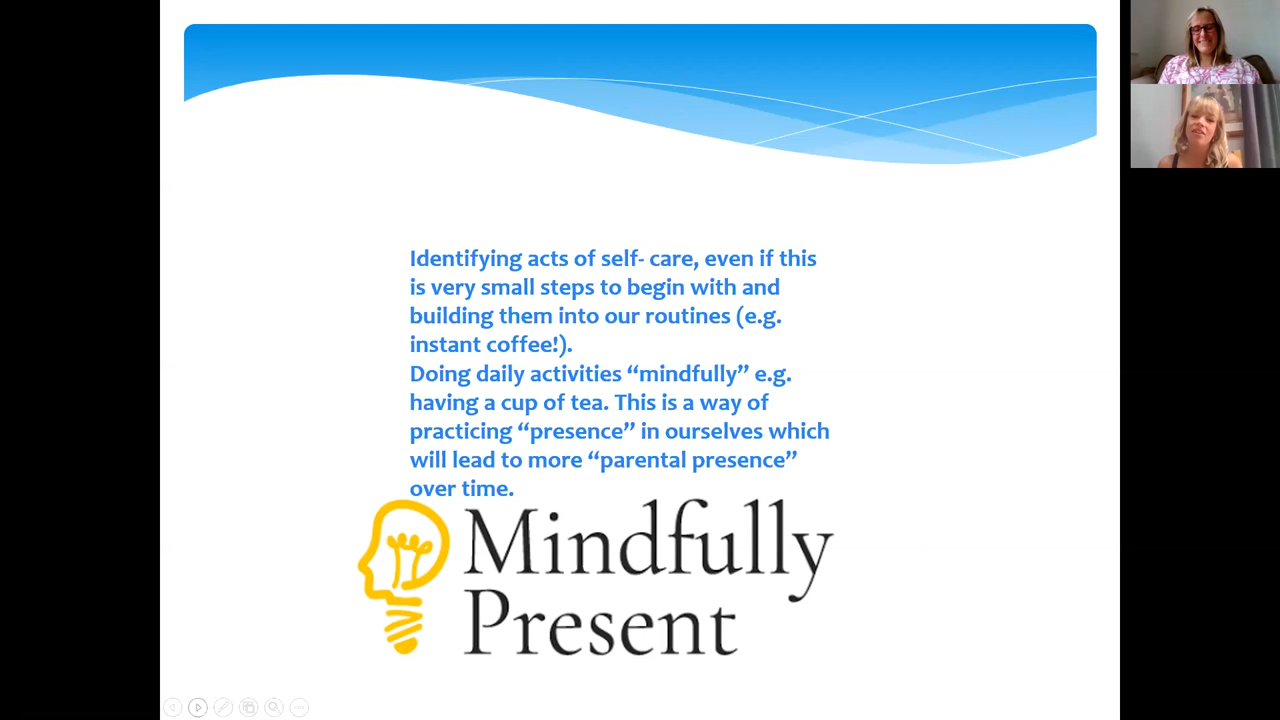 Identifying acts of self- care, even if this
is very small steps to begin with and
building them into our routines (e.g.
instant coffee!).
Doing daily activities “mindfully” e.g.
having a cup of tea. This is a way of
practicing “presence” in ourselves which
will lead to more “parental presence”
over time.
Mindfully
Present